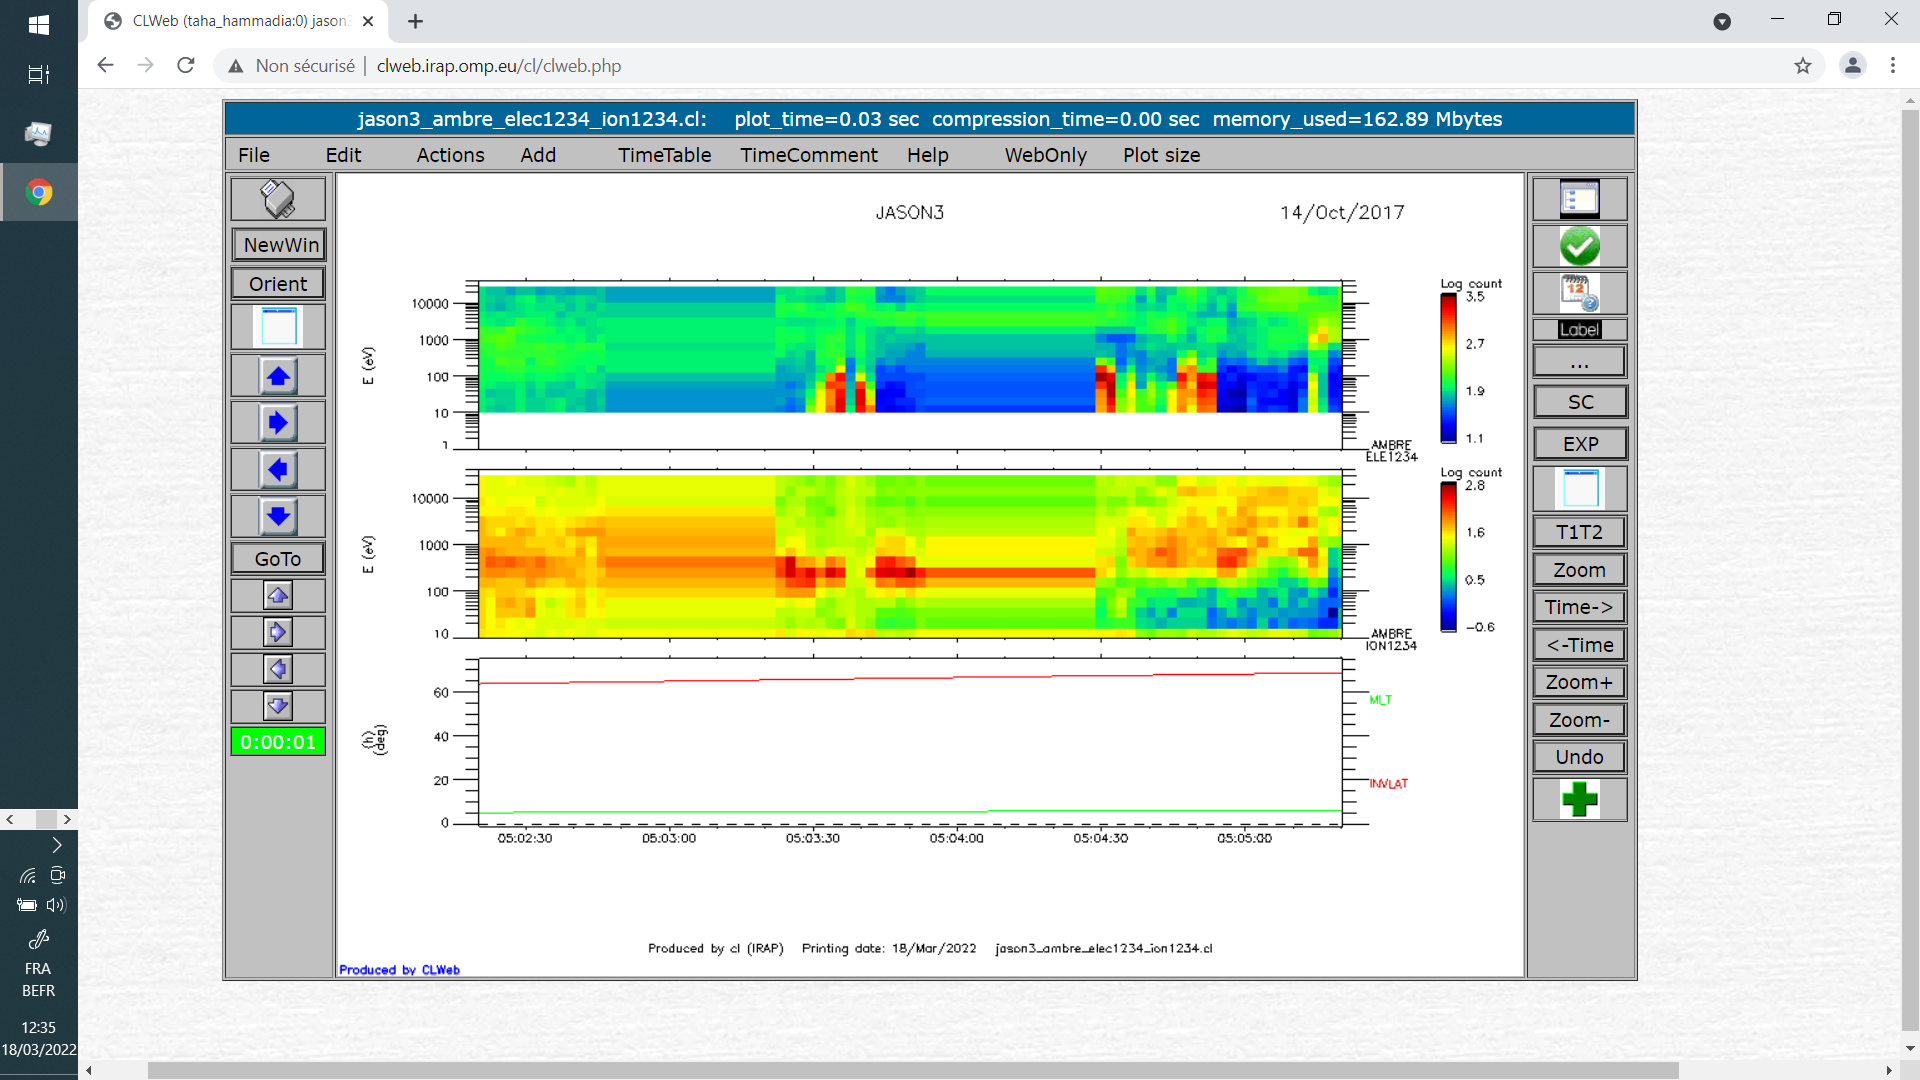 CLWeb (taha_hammadia:0) jason3
Non sécurisé | clweb.irap.omp.eu/cl/clweb.php
jason3_ambre_elec1234_ion1234.cl: plot_time=0.03 sec compression_time=0.00 sec memory_used=162.89 Mbytes
File Edit Actions Add TimeTable TimeComment Help WebOnly Plot size
NewWin
Orient
GoTo
0:00:01
JASON3 14/Oct/2017
10000
1000
100
10
1
E (eV)
Log count
3.5
2.7
1.9
1.1
AMBRE
ELE1234
10000
1000
100
10
E (eV)
Log count
2.8
1.6
0.5
-0.6
AMBRE
ION1234
60
40
20
0
(h)
(deg)
MLT
INVLAT
05:02:30 05:03:00 05:03:30 05:04:00 05:04:30 05:05:00
Produced by cl (IRAP) Printing date: 18/Mar/2022 jason3_ambre_elec1234_ion1234.cl
Produced by CLWeb
12
Label
...
SC
EXP
T1T2
Zoom
Time->
<-Time
Zoom+
Zoom-
Undo
FRA
BEFR
12:35
18/03/2022